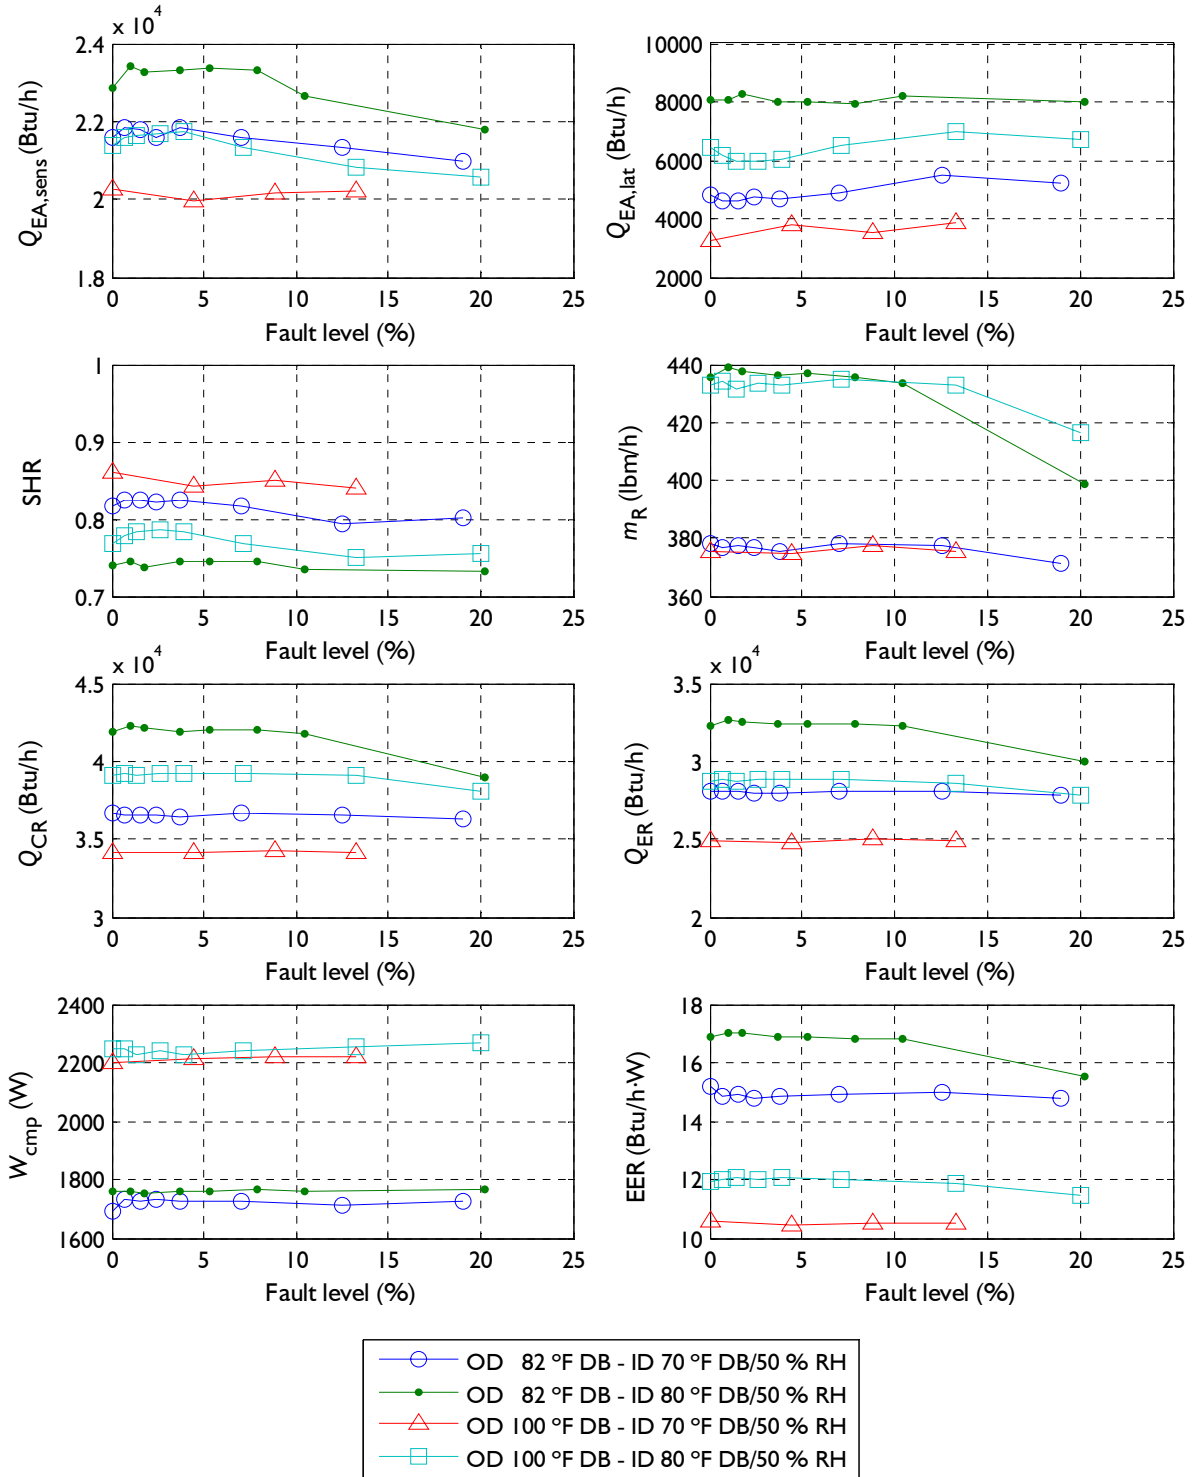 x 10^4
2.4
2.2
2
1.8
Q_EA,sens (Btu/h)
0 5 10 15 20 25
Fault level (%)
10000
8000
6000
4000
2000
Q_EA,lat (Btu/h)
0 5 10 15 20 25
Fault level (%)
1
0.9
0.8
0.7
SHR
0 5 10 15 20 25
Fault level (%)
440
420
400
380
360
m_R (lbm/h)
0 5 10 15 20 25
Fault level (%)
x 10^4
4.5
4
3.5
3
Q_CR (Btu/h)
0 5 10 15 20 25
Fault level (%)
x 10^4
3.5
3
2.5
2
Q_ER (Btu/h)
0 5 10 15 20 25
Fault level (%)
2400
2200
2000
1800
1600
W_cmp (W)
0 5 10 15 20 25
Fault level (%)
18
16
14
12
10
EER (Btu/h·W)
0 5 10 15 20 25
Fault level (%)
OD 82 ºF DB - ID 70 ºF DB/50 % RH
OD 82 ºF DB - ID 80 ºF DB/50 % RH
OD 100 ºF DB - ID 70 ºF DB/50 % RH
OD 100 ºF DB - ID 80 ºF DB/50 % RH